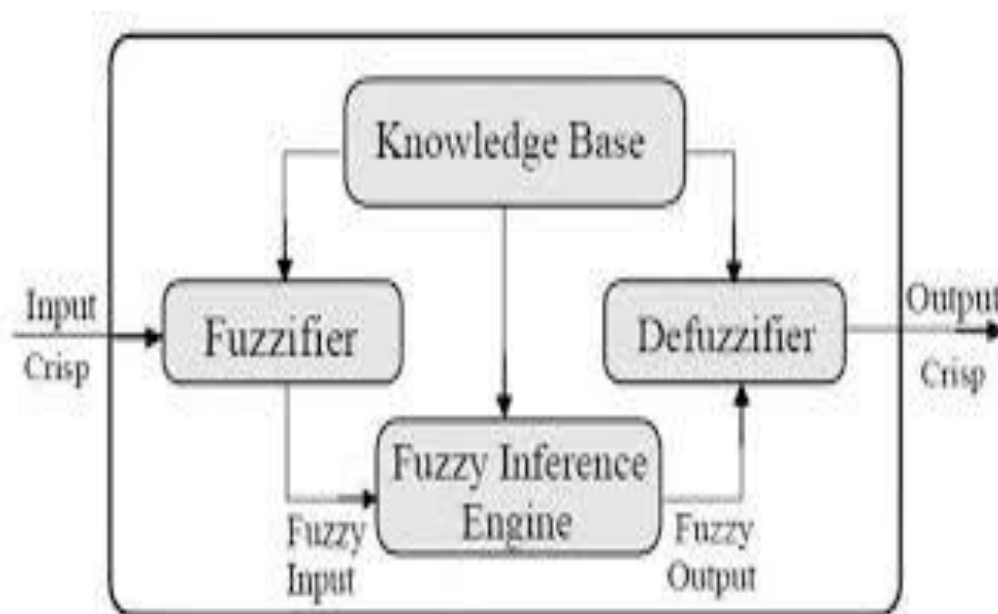 Knowledge Base
Input
Crisp
Fuzzifier
Defuzzifier
Output
Crisp
Fuzzy Inference
Engine
Fuzzy
Input
Fuzzy
Output